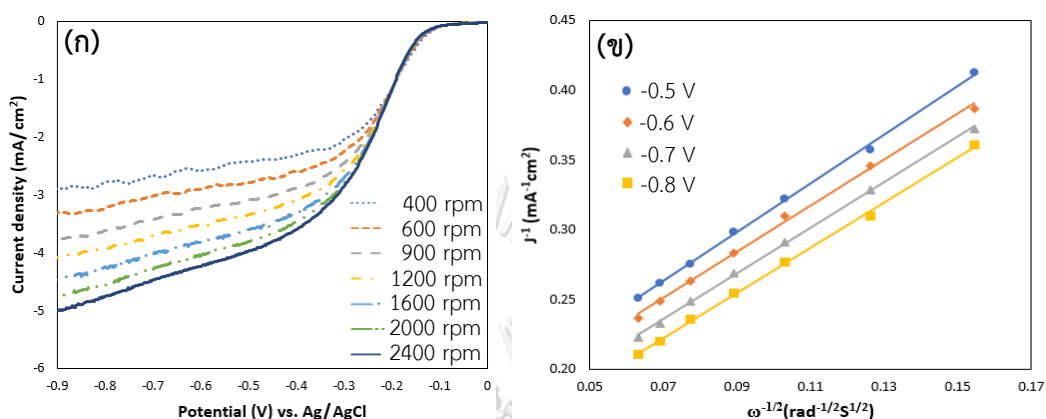 (ก)
0
-1
-2
-3
-4
-5
-6
Current density (mA/cm²)
400 rpm
600 rpm
900 rpm
1200 rpm
1600 rpm
2000 rpm
2400 rpm
-0.9 -0.8 -0.7 -0.6 -0.5 -0.4 -0.3 -0.2 -0.1 0
Potential (V) vs. Ag/AgCl
(ข)
0.45
0.40
0.35
0.30
0.25
0.20
J⁻¹ (mA⁻¹cm²)
-0.5 V
-0.6 V
-0.7 V
-0.8 V
0.05 0.07 0.09 0.11 0.13 0.15 0.17
ω⁻¹/²(rad⁻¹/²S¹/²)